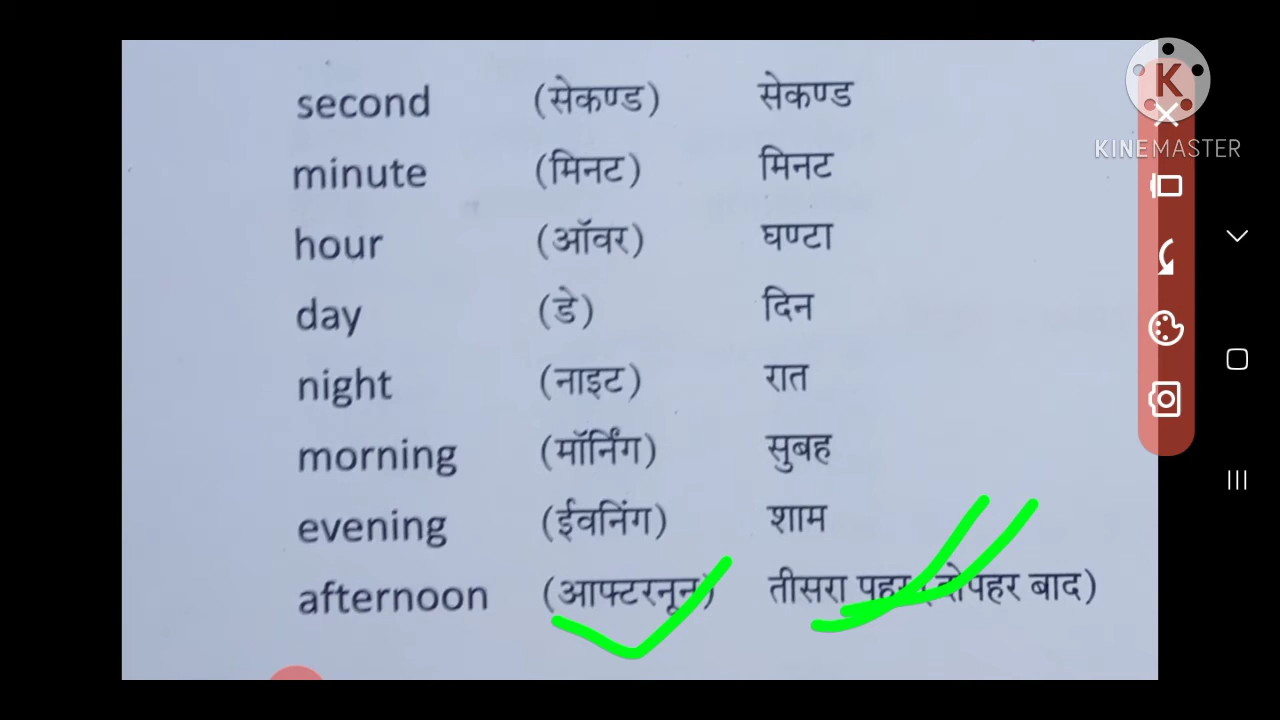 second (सेकण्ड) सेकण्ड
minute (मिनट) मिनट
hour (ऑवर) घण्टा
day (डे) दिन
night (नाइट) रात
morning (मॉर्निंग) सुबह
evening (ईवनिंग) शाम
afternoon (आफ्टरनून) तीसरा पहर (दोपहर बाद)
K
KINEMASTER